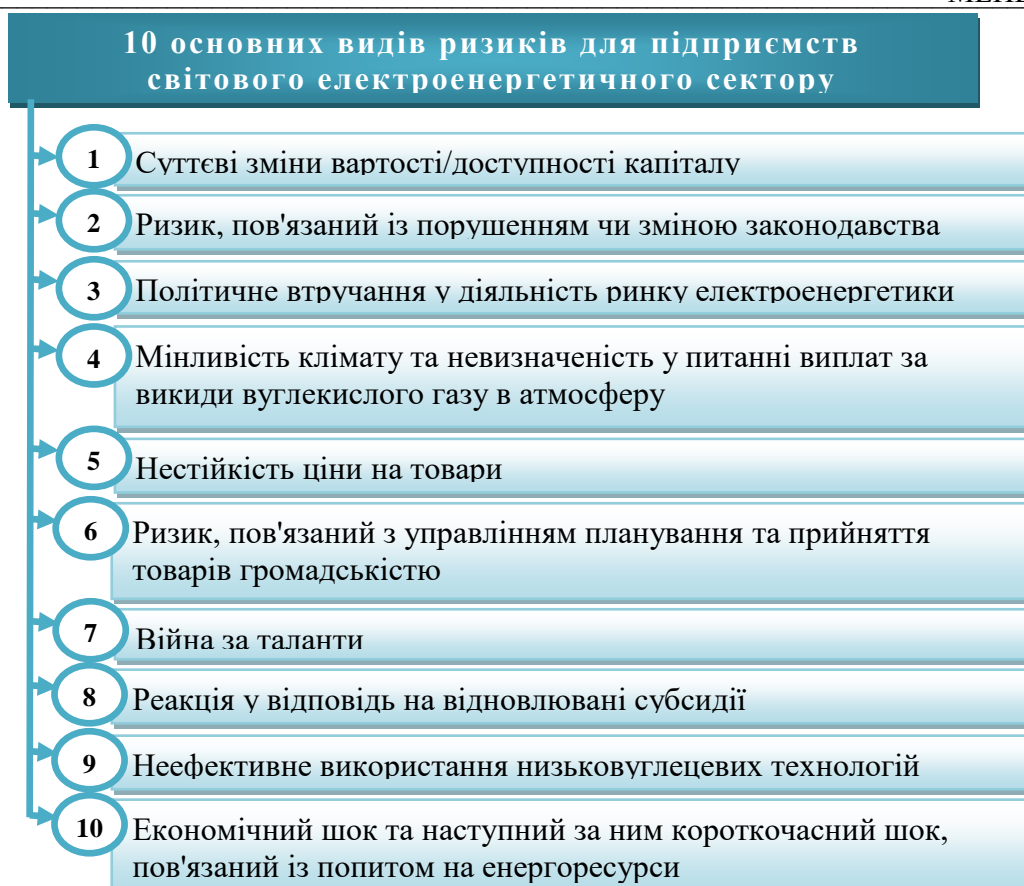 10 основних видів ризиків для підприємств
світового електроенергетичного сектору
1 Суттєві зміни вартості/доступності капіталу
2 Ризик, пов'язаний із порушенням чи зміною законодавства
3 Політичне втручання у діяльність ринку електроенергетики
4 Мінливість клімату та невизначеність у питанні виплат за
викиди вуглекислого газу в атмосферу
5 Нестійкість ціни на товари
6 Ризик, пов'язаний з управлінням планування та прийняття
товарів громадськістю
7 Війна за таланти
8 Реакція у відповідь на відновлювані субсидії
9 Неефективне використання низьковуглецевих технологій
10 Економічний шок та наступний за ним короткочасний шок,
пов'язаний із попитом на енергоресурси